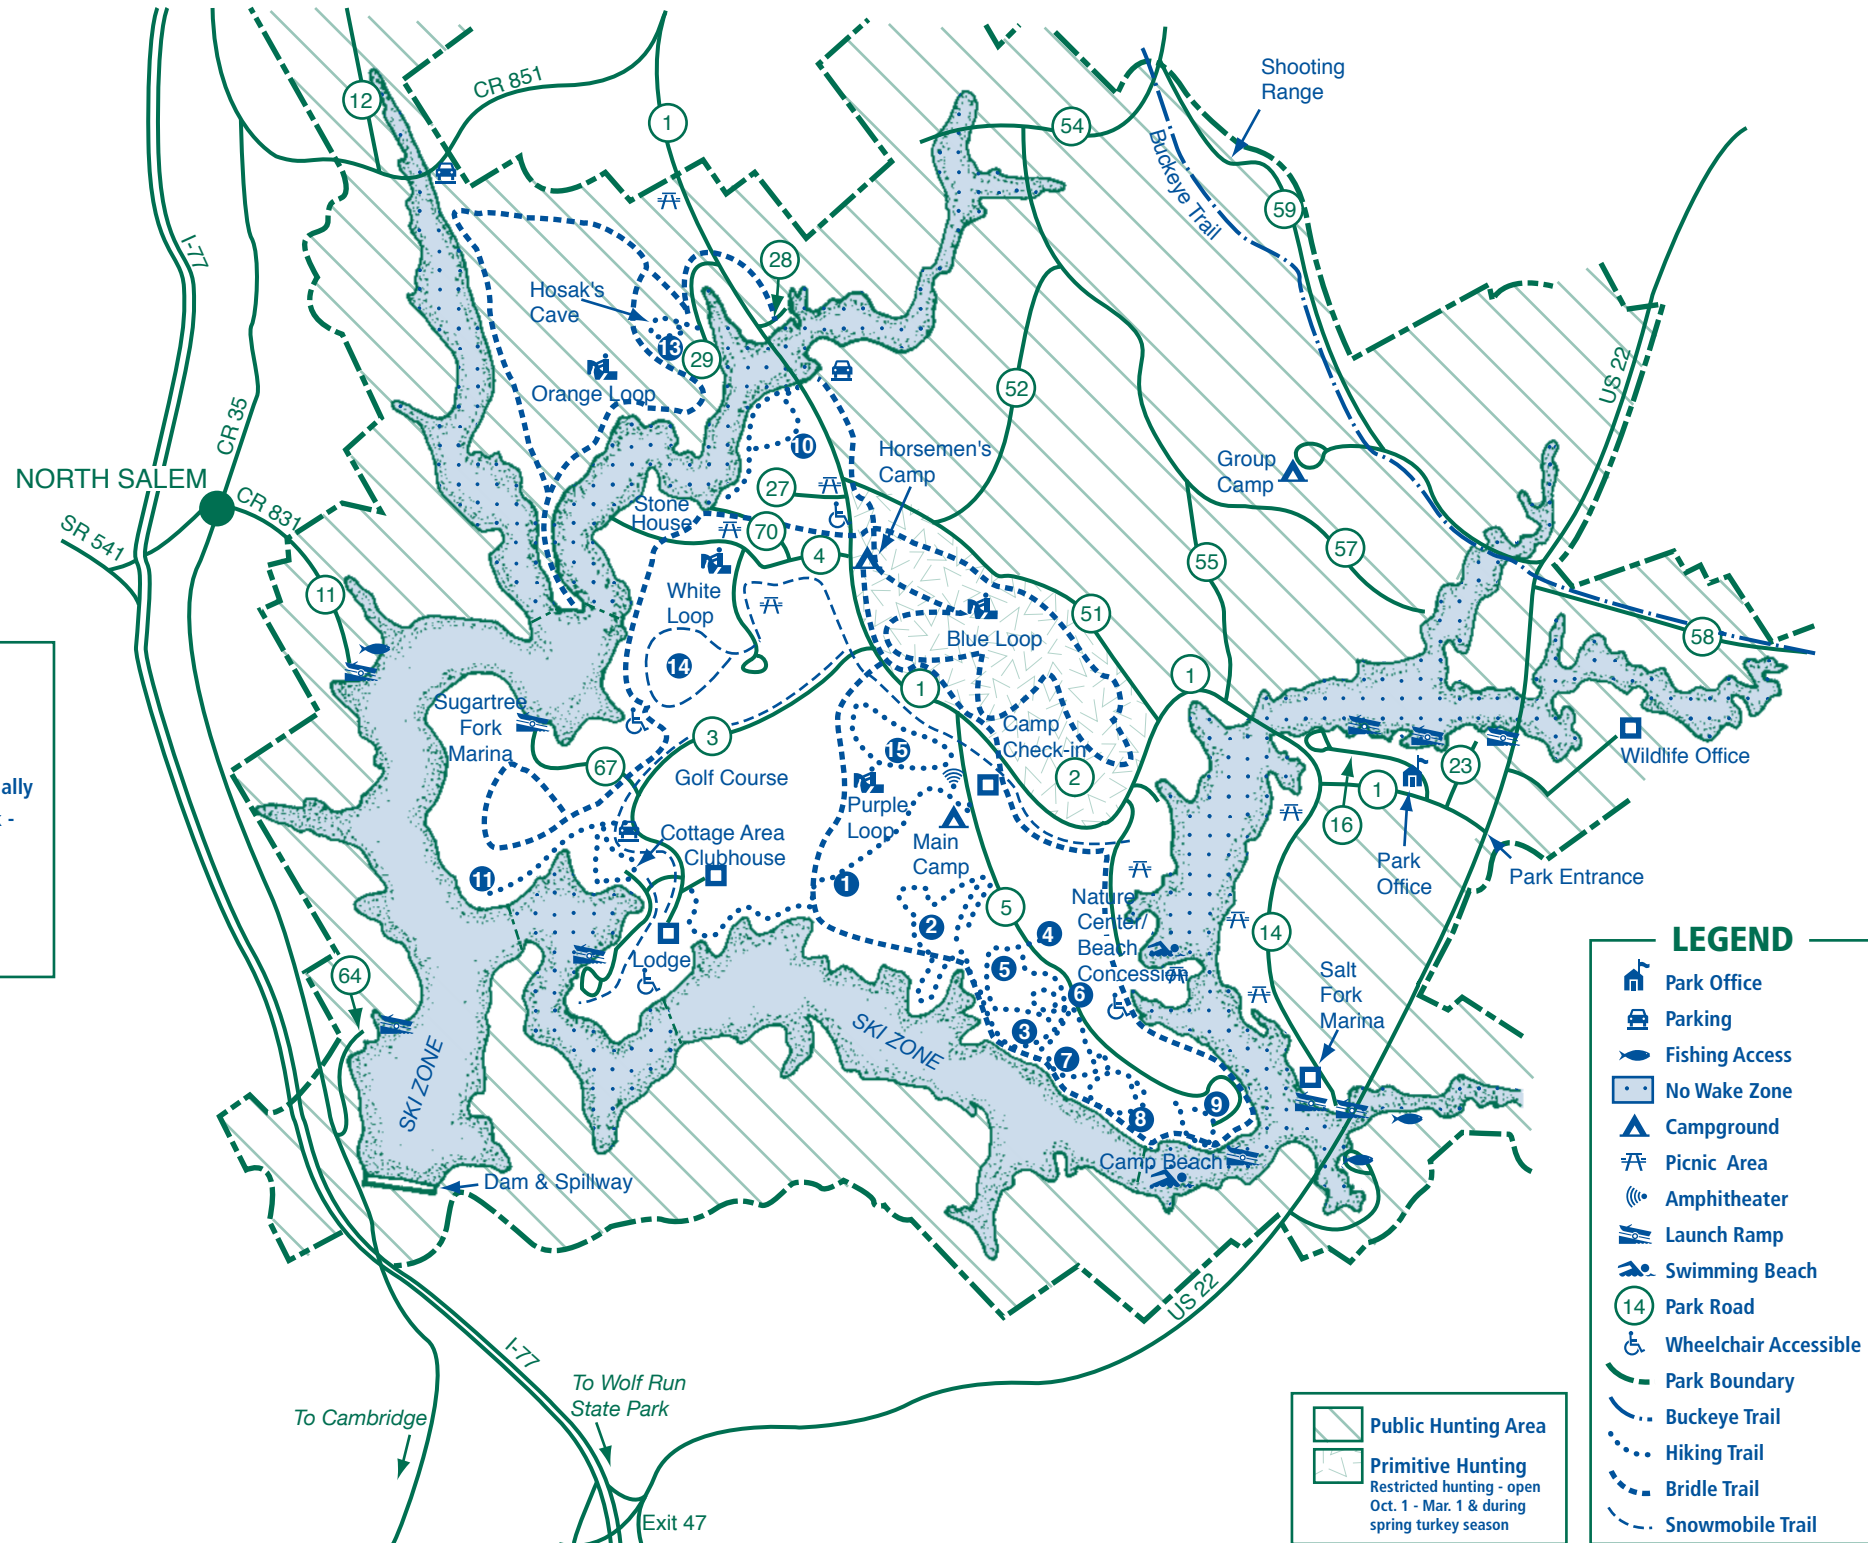 12
CR 851
1
Shooting
Range
54
Buckeye Trail
59
I-77
28
Hosak's
Cave
13
29
Orange Loop
US 22
52
CR 35
10
Horsemen's
Camp
Group
Camp
NORTH SALEM
27
CR 831
Stone
House
70
SR 541
4
57
55
11
White
Loop
51
Blue Loop
58
14
1
1
Sugartree
Fork
Marina
3
Camp
Check-in
15
67
Golf Course
2
Wildlife Office
23
1
16
ally
-
Purple
Loop
Cottage Area
Clubhouse
Main
Camp
Park
Office
Park Entrance
11
1
5
Nature
Center/
Beach
Concession
2
4
14
LEGEND
5
64
Lodge
Salt
Fork
Marina
6
3
SKI ZONE
SKI ZONE
7
9
8
Camp Beach
Dam & Spillway
Park Office
Parking
Fishing Access
No Wake Zone
Campground
Picnic Area
Amphitheater
Launch Ramp
Swimming Beach
14 Park Road
Wheelchair Accessible
Park Boundary
Buckeye Trail
Hiking Trail
Bridle Trail
Snowmobile Trail
US 22
I-77
To Wolf Run
State Park
To Cambridge
Exit 47
Public Hunting Area
Primitive Hunting
Restricted hunting - open
Oct. 1 - Mar. 1 & during
spring turkey season